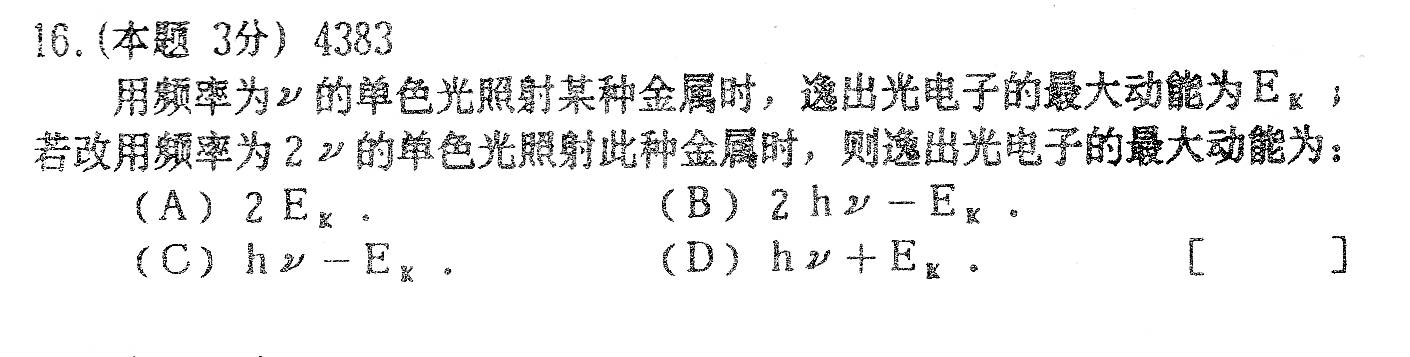 16.(本题 3分) 4383
用频率为ν的单色光照射某种金属时，逸出光电子的最大动能为E_K；
若改用频率为2ν的单色光照射此种金属时，则逸出光电子的最大动能为：
(A) 2E_K． (B) 2hν－E_K．
(C) hν－E_K． (D) hν＋E_K． [ ]